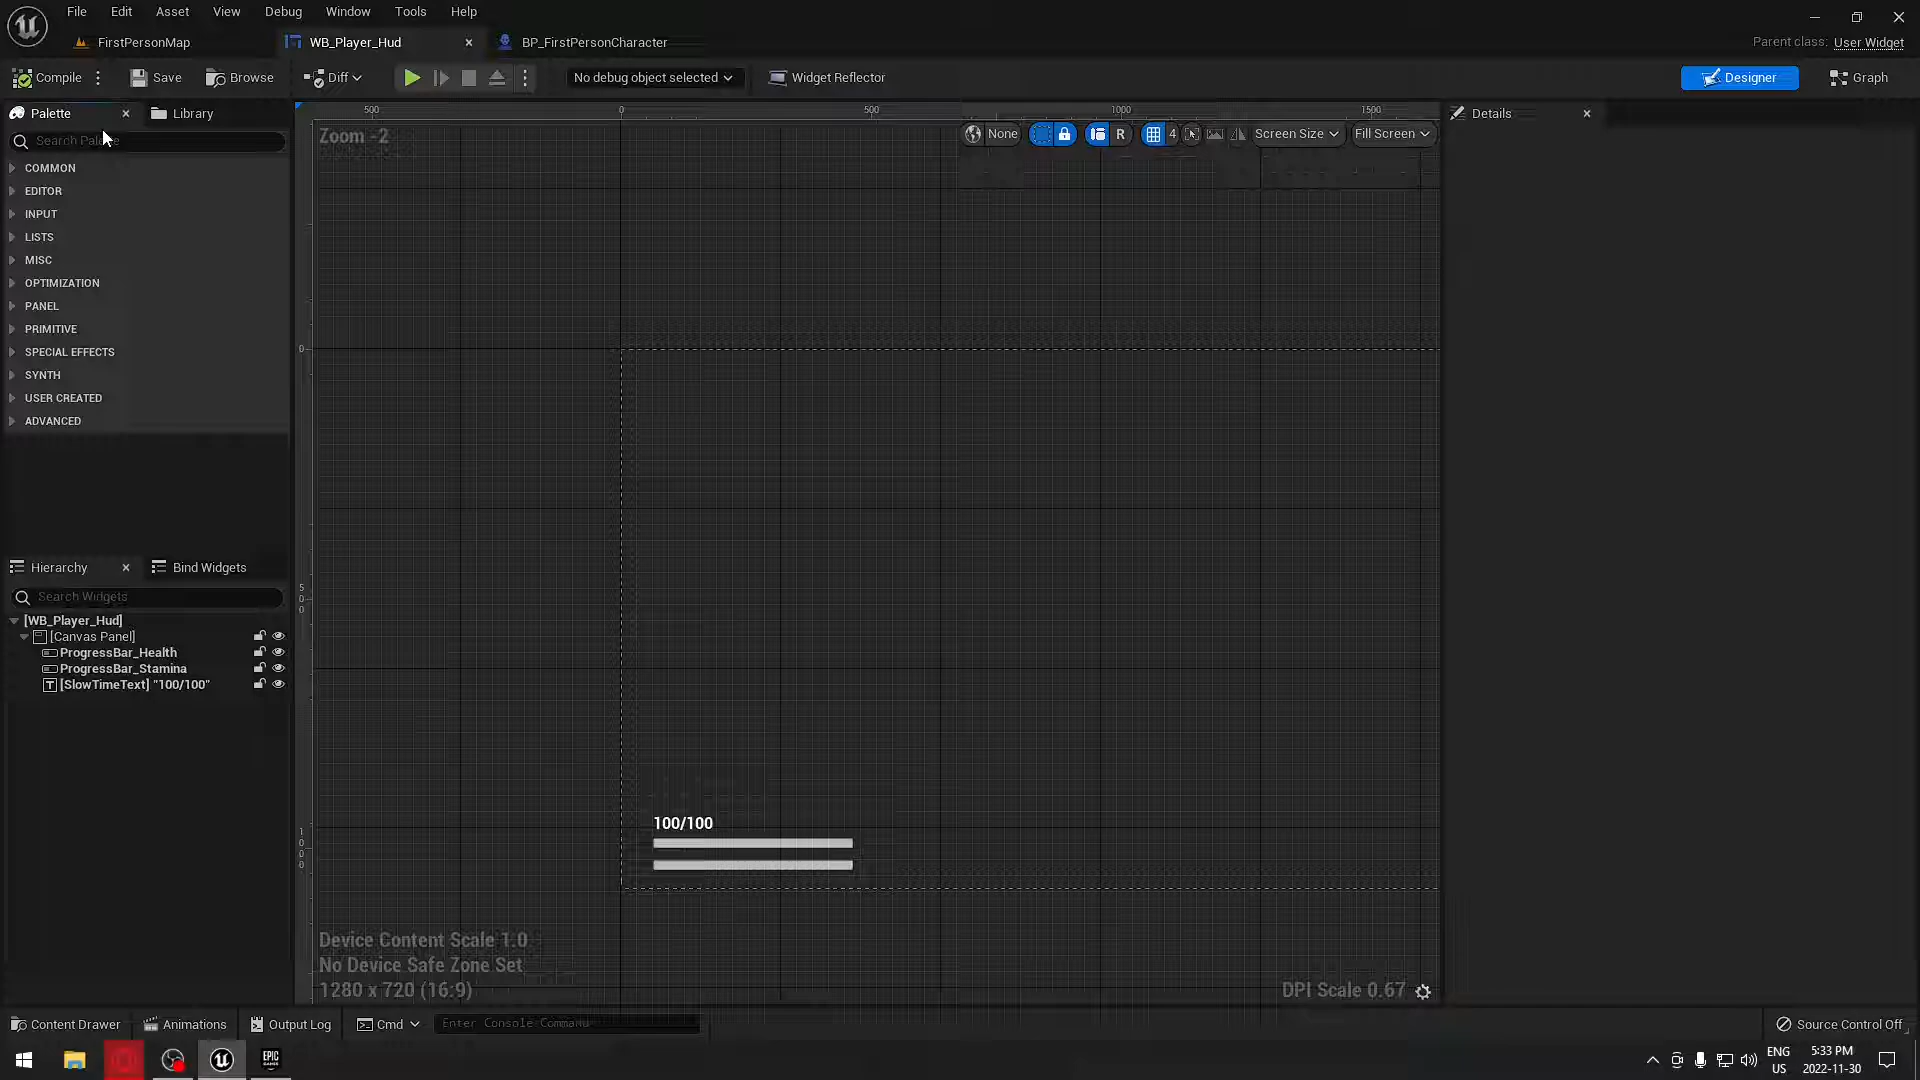 File Edit Asset View Debug Window Tools Help
FirstPersonMap WB_Player_Hud BP_FirstPersonCharacter Parent class: User Widget
Compile Save Browse Diff No debug object selected Widget Reflector Designer Graph
Palette Library 500 0 500 1000 1500 Details
Search Palette Zoom -2 None R 4 Screen Size Fill Screen
COMMON
EDITOR
INPUT
LISTS
MISC
OPTIMIZATION
PANEL
PRIMITIVE
0
SPECIAL EFFECTS
SYNTH
USER CREATED
ADVANCED
500
Hierarchy Bind Widgets
Search Widgets
[WB_Player_Hud]
[Canvas Panel]
ProgressBar_Health
ProgressBar_Stamina
T [SlowTimeText] "100/100"
100/100
1000
Device Content Scale 1.0
No Device Safe Zone Set
1280 x 720 (16:9) DPI Scale 0.67
Content Drawer Animations Output Log Cmd Enter Console Command Source Control Off
EPIC GAMES ENG US 5:33 PM 2022-11-30